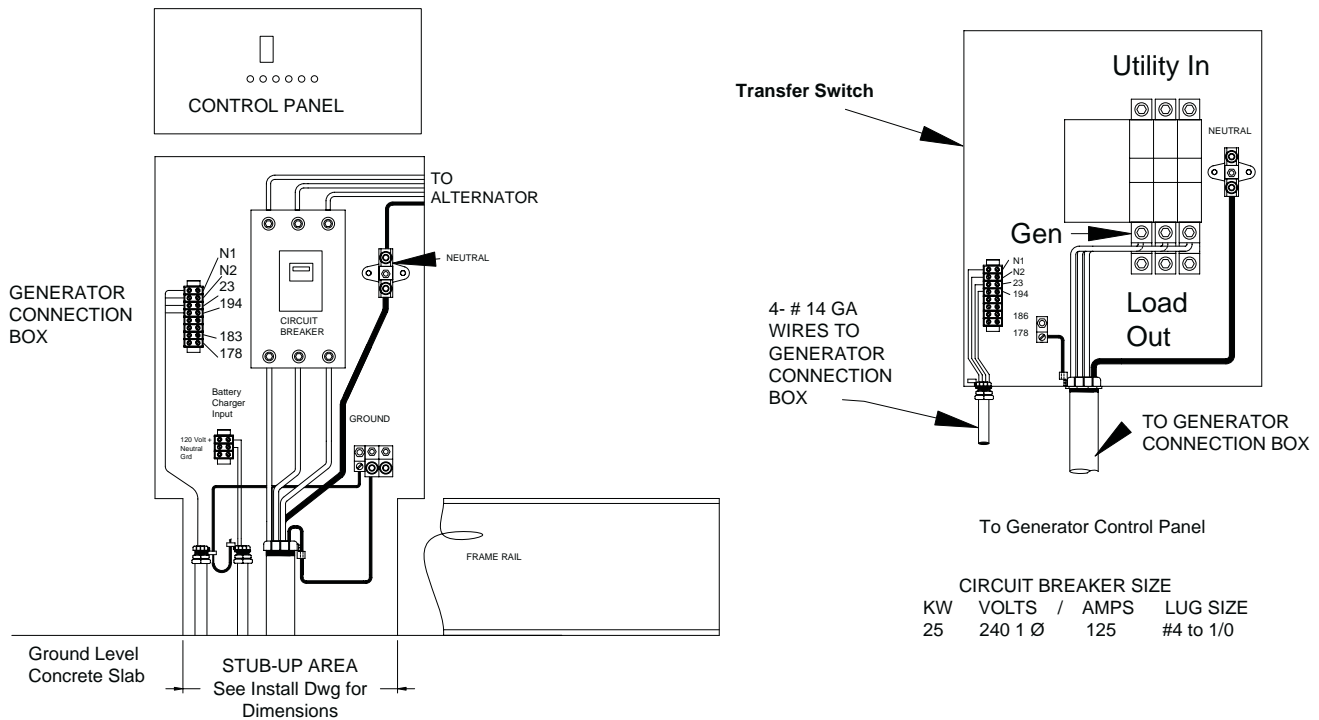 CONTROL PANEL
TO
ALTERNATOR
NEUTRAL
N1
N2
23
194
183
178
GENERATOR
CONNECTION
BOX
CIRCUIT
BREAKER
Battery
Charger
Input
120 Volt +
Neutral
Grd
GROUND
FRAME RAIL
Ground Level
Concrete Slab
STUB-UP AREA
See Install Dwg for
Dimensions
Transfer Switch
Utility In
NEUTRAL
Gen
N1
N2
23
194
186
178
Load
Out
4- # 14 GA
WIRES TO
GENERATOR
CONNECTION
BOX
TO GENERATOR
CONNECTION BOX
To Generator Control Panel
CIRCUIT BREAKER SIZE
KW VOLTS / AMPS LUG SIZE
25 240 1 Ø 125 #4 to 1/0